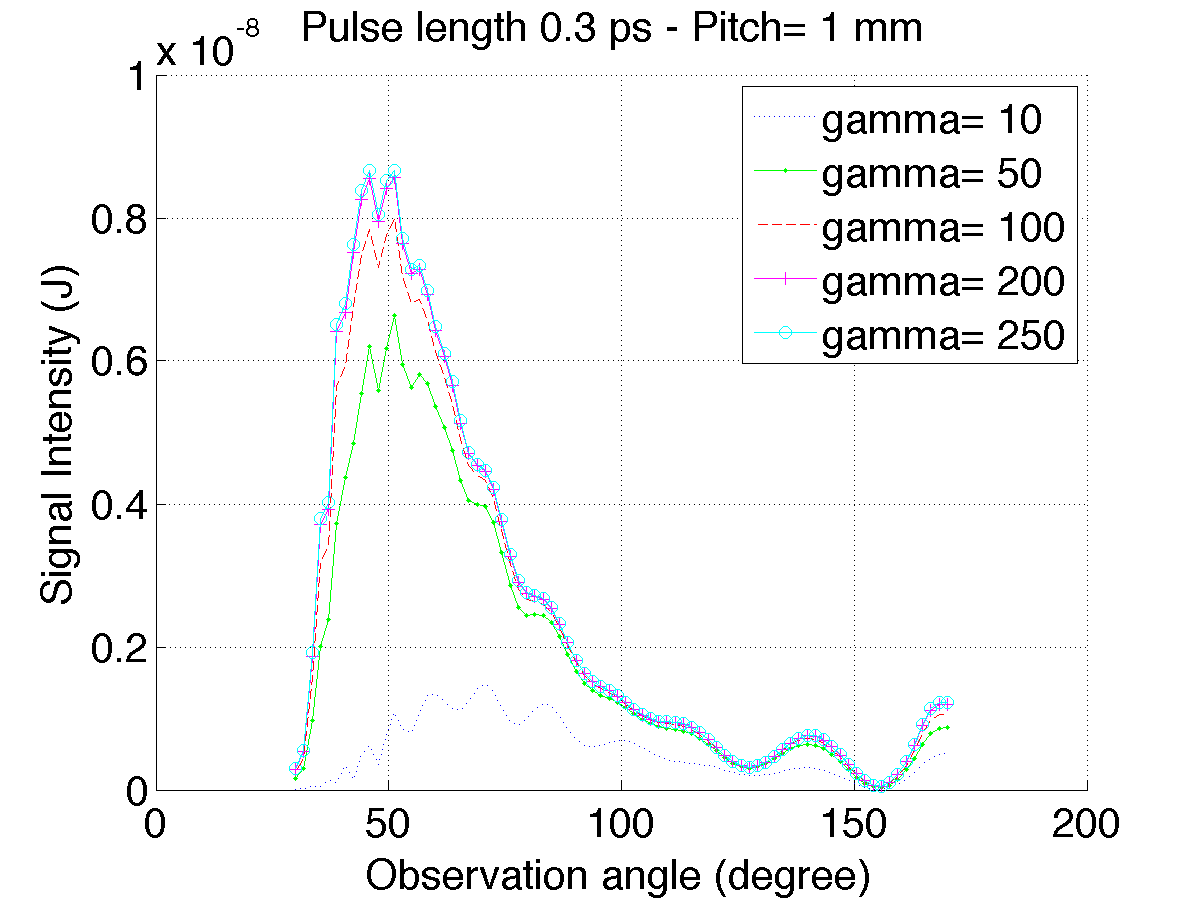 Pulse length 0.3 ps - Pitch= 1 mm
x 10^-8
1
0.8
0.6
0.4
0.2
0
0 50 100 150 200
Signal Intensity (J)
Observation angle (degree)
gamma= 10
gamma= 50
gamma= 100
gamma= 200
gamma= 250